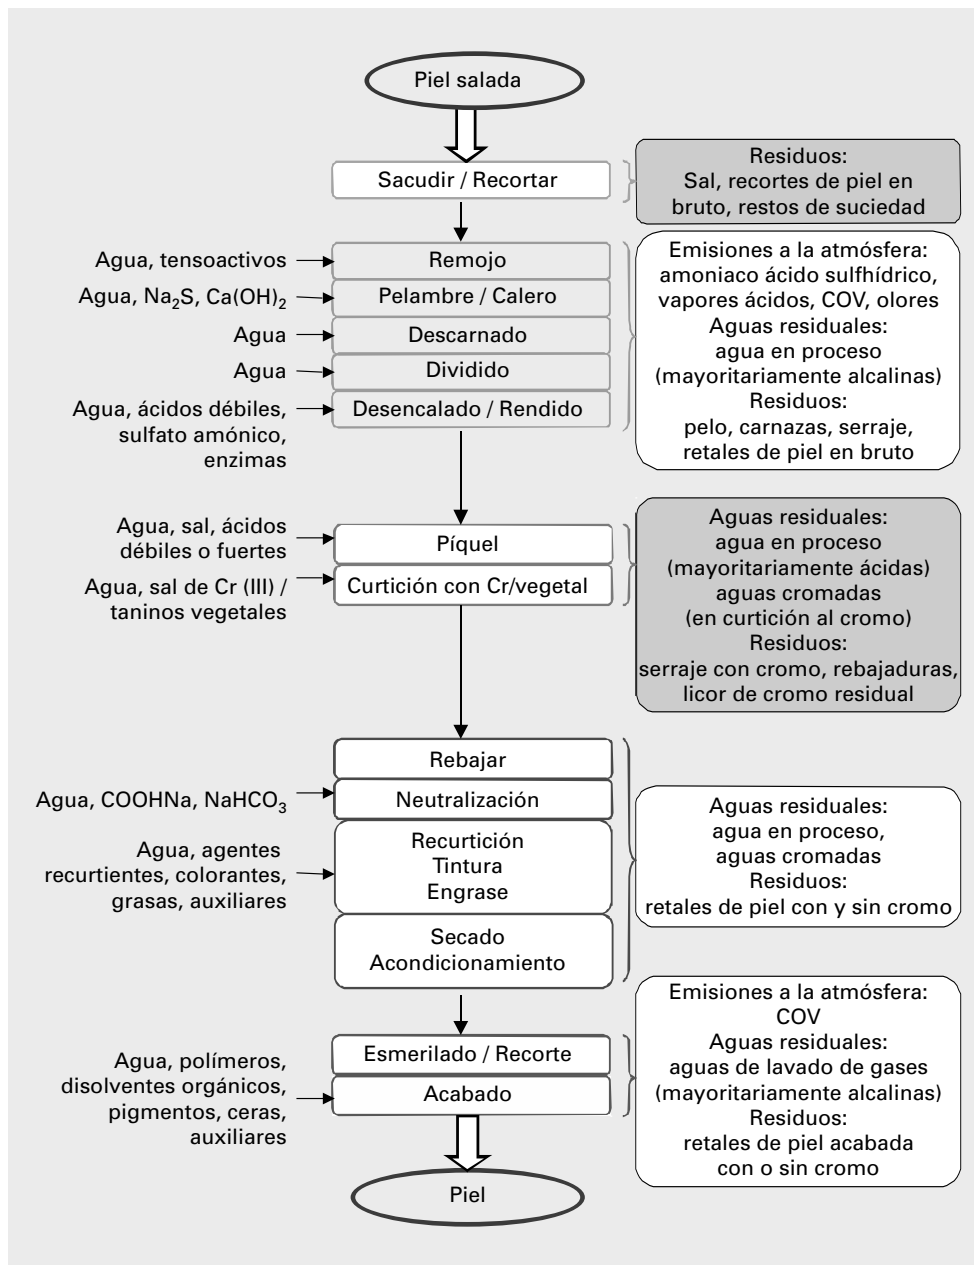 Piel salada
Sacudir / Recortar
Residuos:
Sal, recortes de piel en
bruto, restos de suciedad
Agua, tensoactivos
Remojo
Agua, Na₂S, Ca(OH)₂
Pelambre / Calero
Agua
Descarnado
Agua
Dividido
Agua, ácidos débiles,
sulfato amónico,
enzimas
Desencalado / Rendido
Emisiones a la atmósfera:
amoniaco ácido sulfhídrico,
vapores ácidos, COV, olores
Aguas residuales:
agua en proceso
(mayoritariamente alcalinas)
Residuos:
pelo, carnazas, serraje,
retales de piel en bruto
Agua, sal, ácidos
débiles o fuertes
Píquel
Agua, sal de Cr (III) /
taninos vegetales
Curtición con Cr/vegetal
Aguas residuales:
agua en proceso
(mayoritariamente ácidas)
aguas cromadas
(en curtición al cromo)
Residuos:
serraje con cromo, rebajaduras,
licor de cromo residual
Rebajar
Agua, COOHNa, NaHCO₃
Neutralización
Agua, agentes
recurtientes, colorantes,
grasas, auxiliares
Recurtición
Tintura
Engrase
Secado
Acondicionamiento
Aguas residuales:
agua en proceso,
aguas cromadas
Residuos:
retales de piel con y sin cromo
Esmerilado / Recorte
Agua, polímeros,
disolventes orgánicos,
pigmentos, ceras,
auxiliares
Acabado
Emisiones a la atmósfera:
COV
Aguas residuales:
aguas de lavado de gases
(mayoritariamente alcalinas)
Residuos:
retales de piel acabada
con o sin cromo
Piel